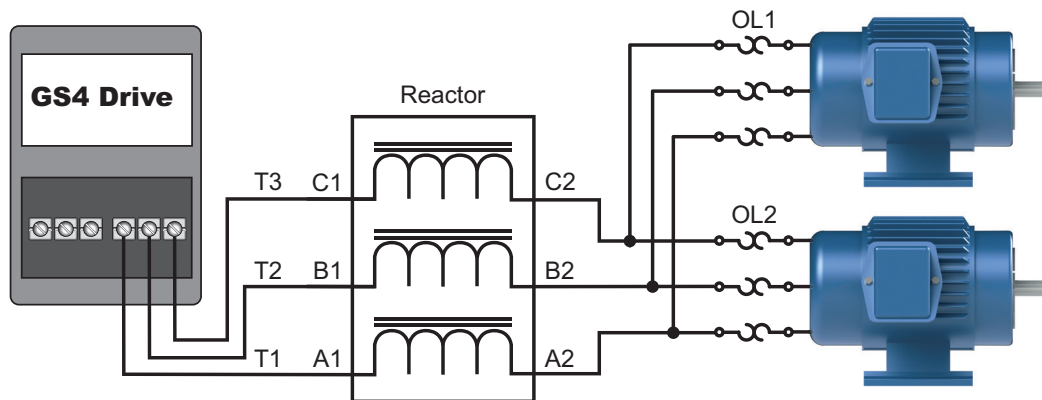 OL1
GS4 Drive
Reactor
T3 C1 C2
OL2
T2 B1 B2
T1 A1 A2